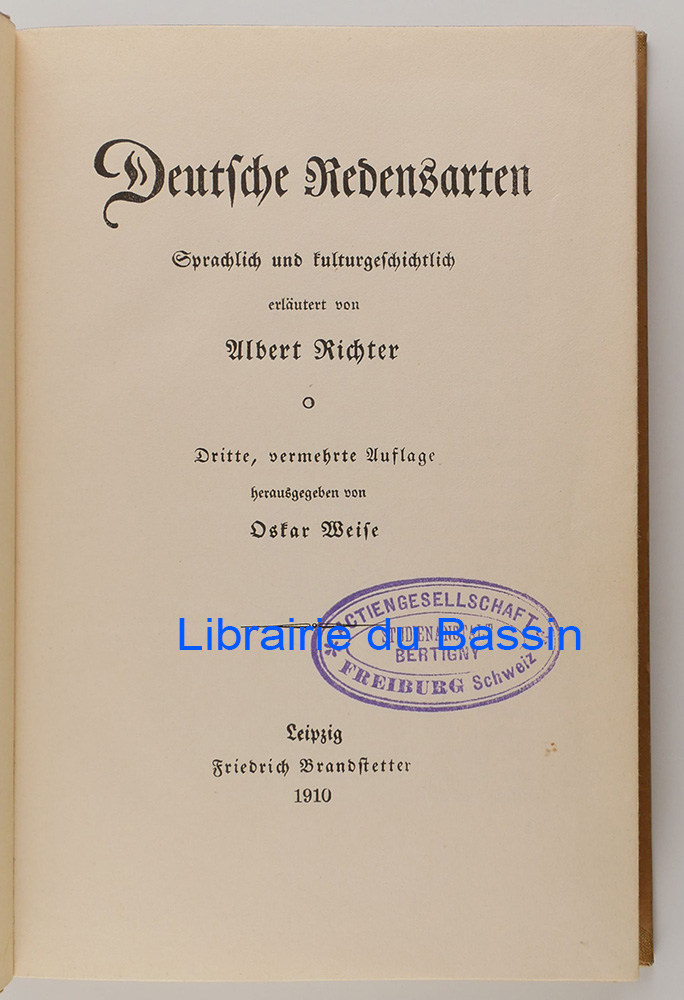 Deutsche Redensarten
Sprachlich und kulturgeschichtlich
erläutert von
Albert Richter
Dritte, vermehrte Auflage
herausgegeben von
Oskar Weise
ACTIENGESELLSCHAFT
STUDENANSTALT
BERTIGNY
FREIBURG Schweiz
Librairie du Bassin
Leipzig
Friedrich Brandstetter
1910